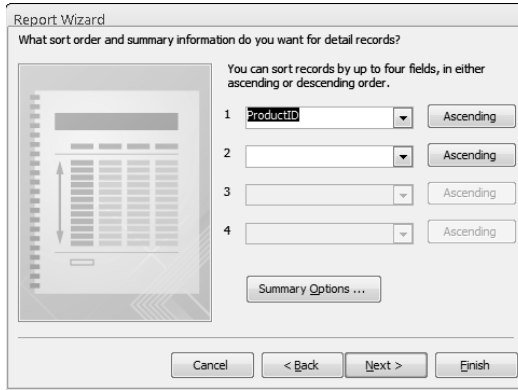 Report Wizard
What sort order and summary information do you want for detail records?
You can sort records by up to four fields, in either
ascending or descending order.
1 ProductID Ascending
2 Ascending
3 Ascending
4 Ascending
Summary Options ...
Cancel < Back Next > Finish